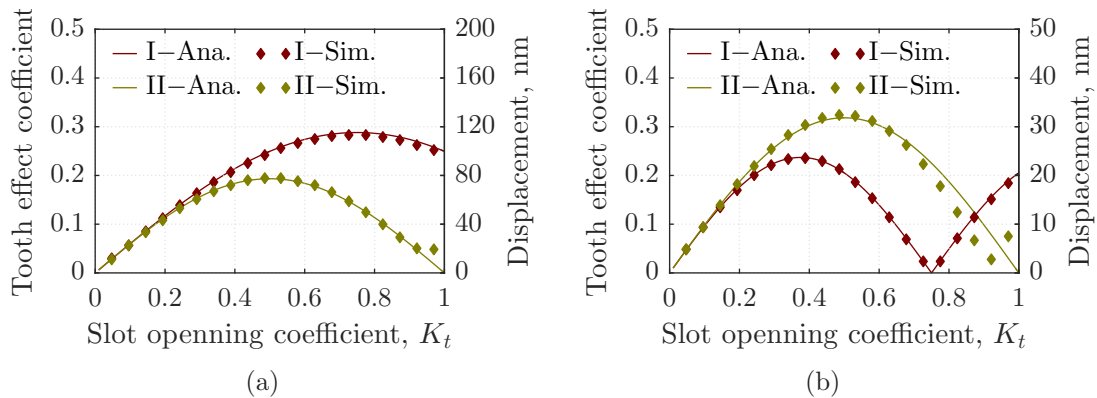 Tooth effect coefficient
0.5
0.4
0.3
0.2
0.1
0
I−Ana.
I−Sim.
II−Ana.
II−Sim.
200
160
120
80
40
0
Displacement, nm
0 0.2 0.4 0.6 0.8 1
Slot openning coefficient, K_t
(a)
Tooth effect coefficient
0.5
0.4
0.3
0.2
0.1
0
I−Ana.
I−Sim.
II−Ana.
II−Sim.
50
40
30
20
10
0
Displacement, nm
0 0.2 0.4 0.6 0.8 1
Slot openning coefficient, K_t
(b)